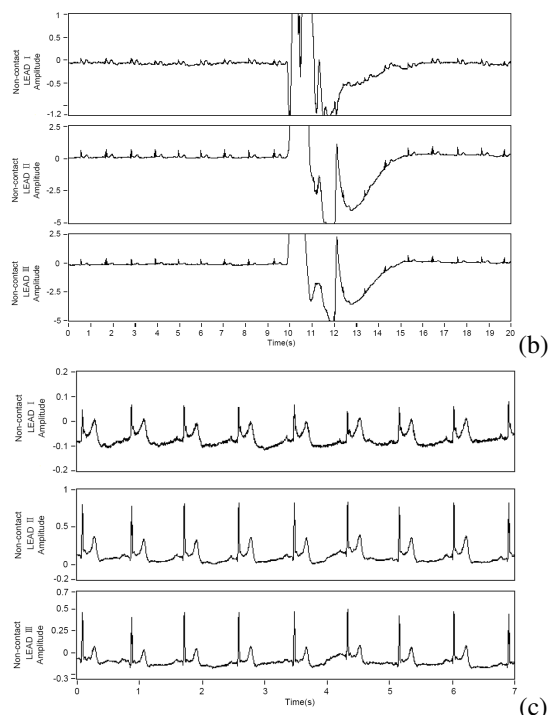 Non-contact
LEAD Ⅰ
Amplitude
1
0
-0.5
-1.2
Non-contact
LEAD Ⅱ
Amplitude
2.5
0
-2.5
-5
Non-contact
LEAD Ⅲ
Amplitude
2.5
0
-2.5
-5
0 1 2 3 4 5 6 7 8 9 10 11 12 13 14 15 16 17 18 19 20
Time(s)
(b)
Non-contact
LEAD Ⅰ
Amplitude
0.2
0.1
0
-0.1
-0.2
Non-contact
LEAD Ⅱ
Amplitude
1
0.5
0
-0.2
Non-contact
LEAD Ⅲ
Amplitude
0.7
0.25
0
-0.3
0 1 2 3 4 5 6 7
Time(s)
(c)